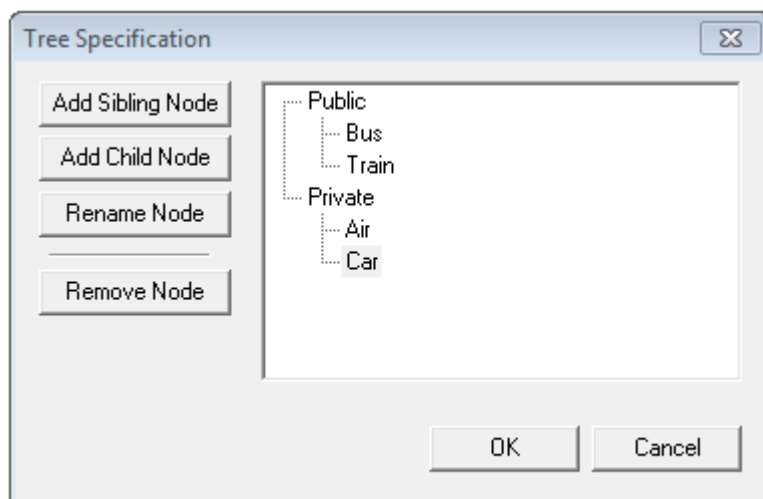 Tree Specification
Add Sibling Node
Add Child Node
Rename Node
Remove Node
Public
Bus
Train
Private
Air
Car
OK
Cancel